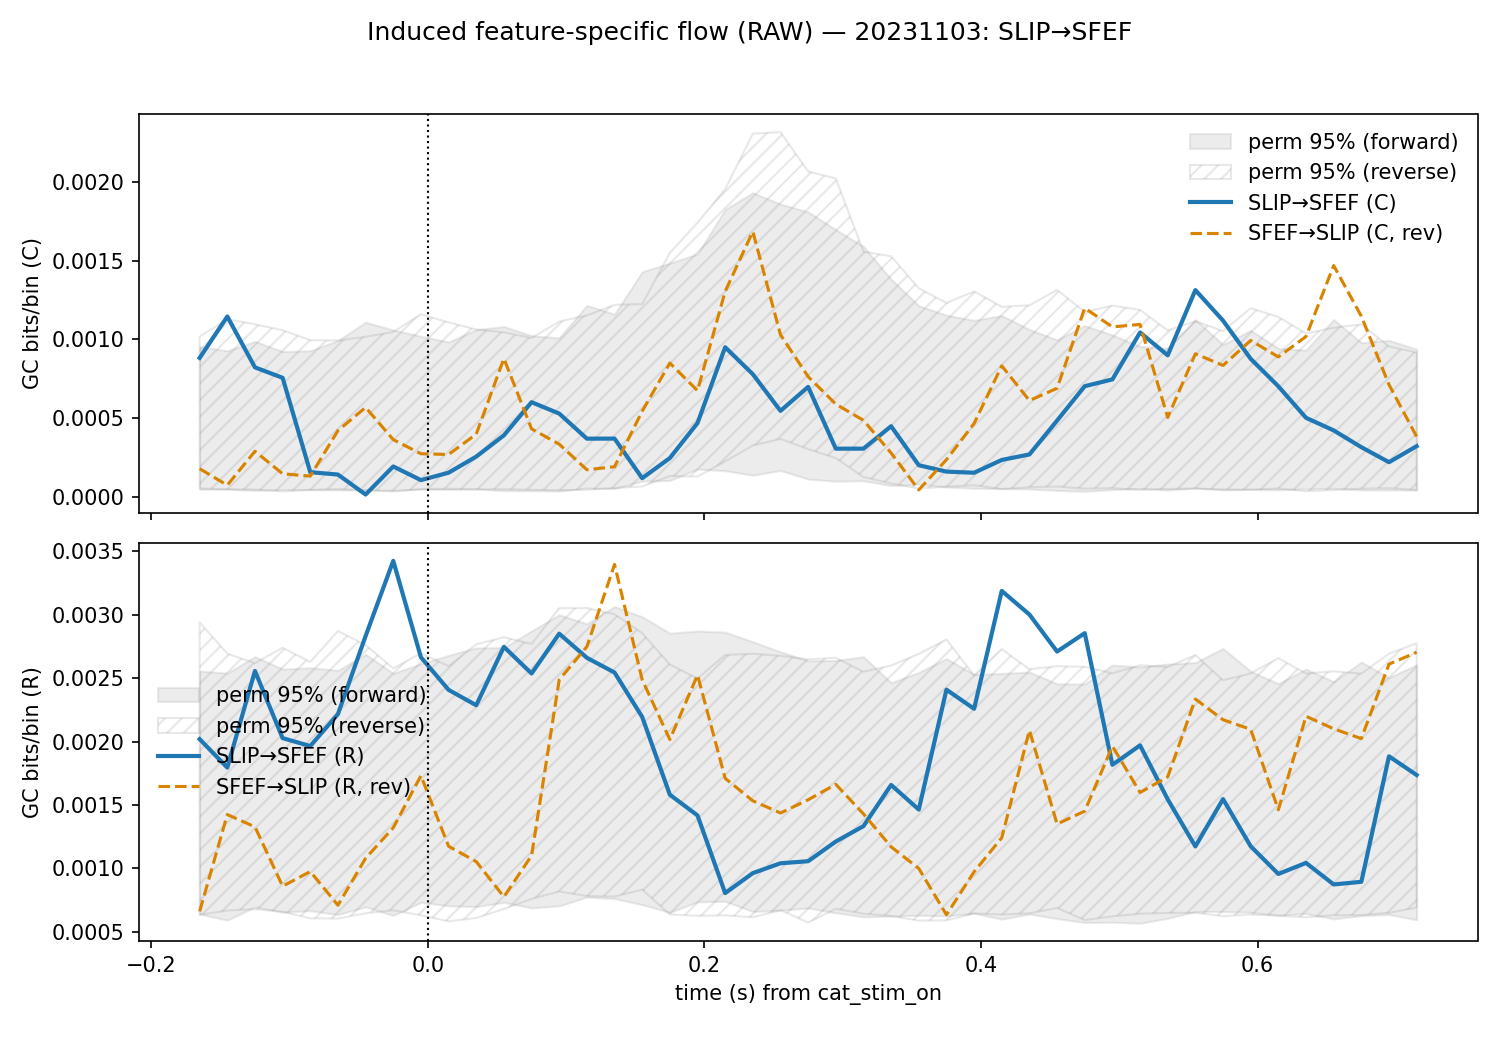 Induced feature-specific flow (RAW) — 20231103: SLIP→SFEF
GC bits/bin (C)
0.0020
0.0015
0.0010
0.0005
0.0000
perm 95% (forward)
perm 95% (reverse)
SLIP→SFEF (C)
SFEF→SLIP (C, rev)
GC bits/bin (R)
0.0035
0.0030
0.0025
0.0020
0.0015
0.0010
0.0005
perm 95% (forward)
perm 95% (reverse)
SLIP→SFEF (R)
SFEF→SLIP (R, rev)
−0.2 0.0 0.2 0.4 0.6
time (s) from cat_stim_on